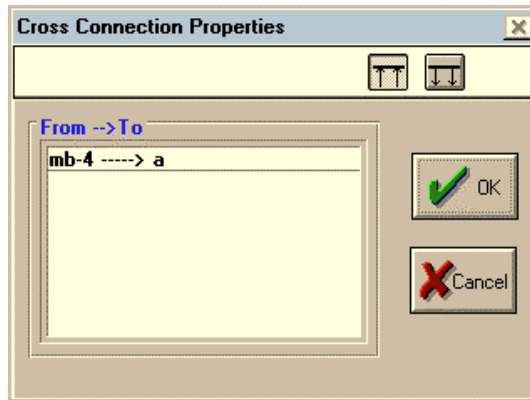 Cross Connection Properties
From -->To
mb-4 -----> a
OK
Cancel